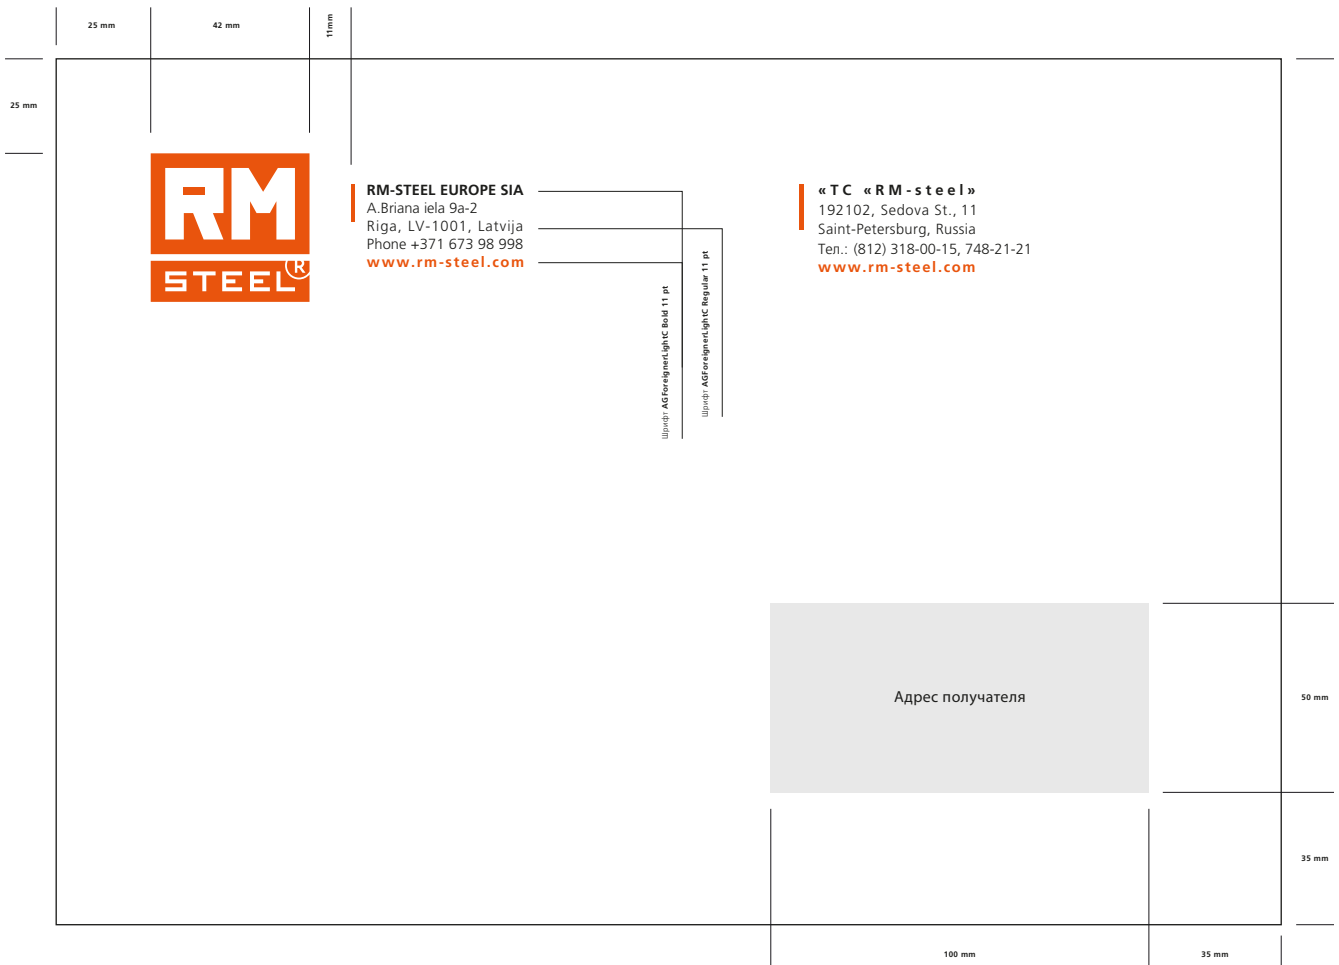 25 mm
42 mm
11mm
25 mm
RM
STEEL®
RM-STEEL EUROPE SIA
A.Briana iela 9a-2
Riga, LV-1001, Latvija
Phone +371 673 98 998
www.rm-steel.com
«ТС «RM-steel»
192102, Sedova St., 11
Saint-Petersburg, Russia
Тел.: (812) 318-00-15, 748-21-21
www.rm-steel.com
Шрифт AGForeignerLightC Bold 11 pt
Шрифт AGForeignerLightC Regular 11 pt
Адрес получателя
50 mm
35 mm
100 mm
35 mm